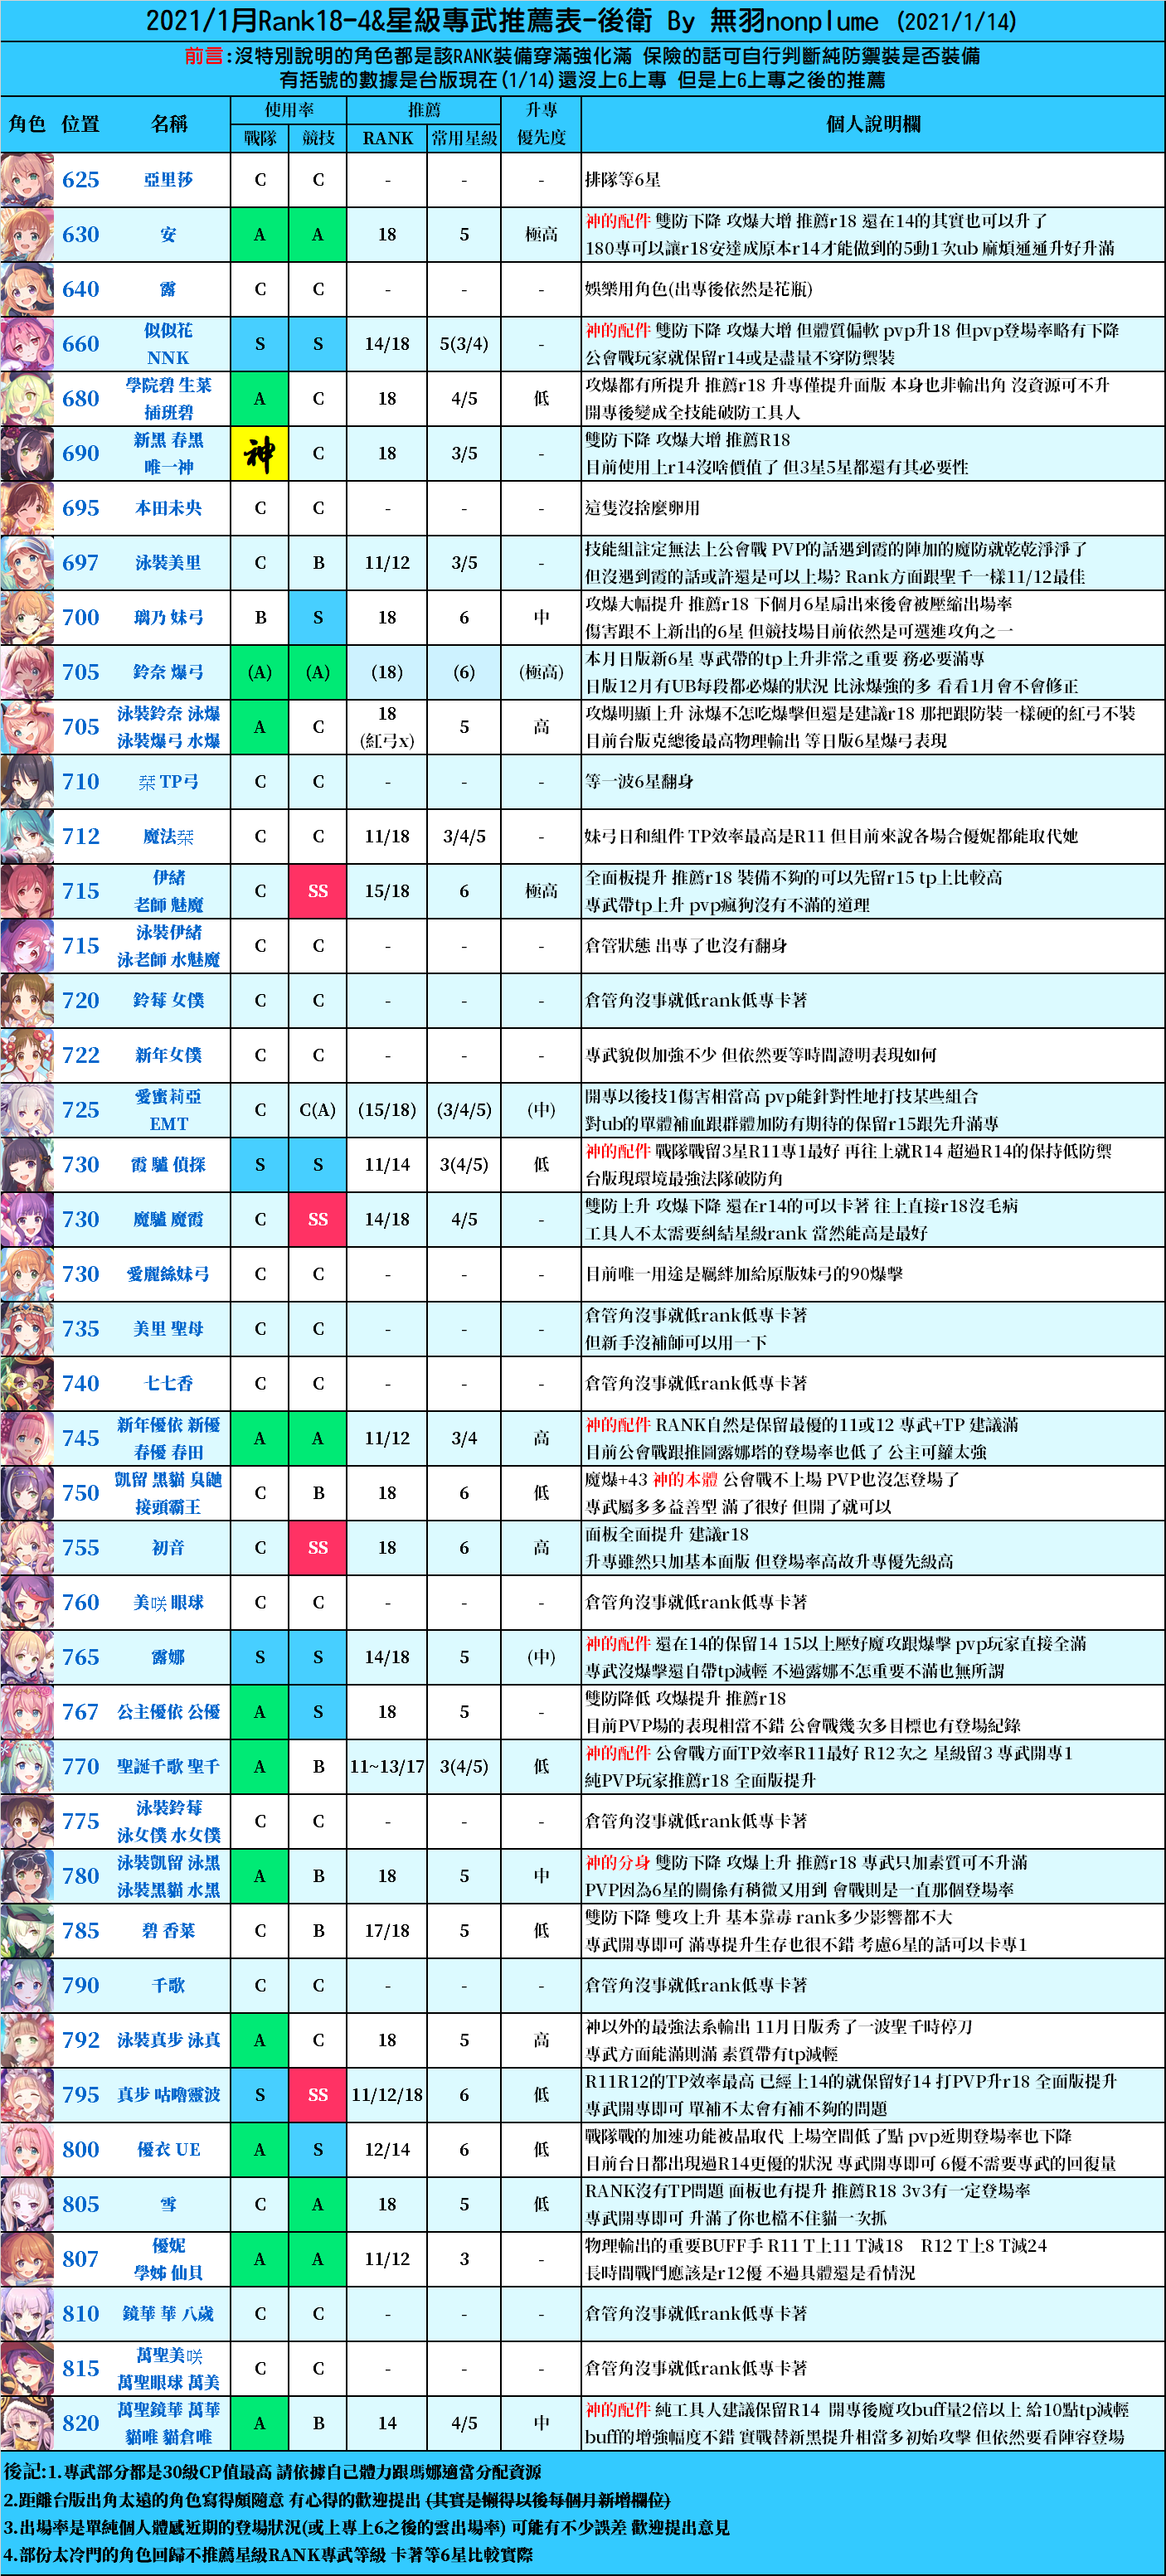 2021/1月Rank18-4&星級專武推薦表-後衛 By 無羽nonplume (2021/1/14)
前言:沒特別說明的角色都是該RANK裝備穿滿強化滿 保險的話可自行判斷純防禦裝是否裝備
有括號的數據是台版現在(1/14)還沒上6上專 但是上6上專之後的推薦
角色 位置 名稱 使用率 戰隊 競技 推薦 RANK 常用星級 升專 優先度 個人說明欄
625 亞里莎 C C - - - 排隊等6星
630 安 A A 18 5 極高 神的配件 雙防下降 攻爆大增 推薦r18 還在14的其實也可以升了
180專可以讓r18安達成原本r14才能做到的5動1次ub 麻煩通通升好升滿
640 露 C C - - - 娛樂用角色(出專後依然是花瓶)
660 似似花 NNK S S 14/18 5(3/4) - 神的配件 雙防下降 攻爆大增 但體質偏軟 pvp升18 但pvp登場率略有下降
公會戰玩家就保留r14或是盡量不穿防禦裝
680 學院碧 生菜 插班碧 A C 18 4/5 低 攻爆都有所提升 推薦r18 升專僅提升面版 本身也非輸出角 沒資源可不升
開專後變成全技能破防工具人
690 新黑 春黑 唯一神 神 C 18 3/5 - 雙防下降 攻爆大增 推薦R18
目前使用上r14沒啥價值了 但3星5星都還有其必要性
695 本田未央 C C - - - 這隻沒捨麼卵用
697 泳裝美里 C B 11/12 3/5 - 技能組註定無法上公會戰 PVP的話遇到霞的陣加的魔防就乾乾淨淨了
但沒遇到霞的話或許還是可以上場? Rank方面跟聖千一樣11/12最佳
700 璃乃 妹弓 B S 18 6 中 攻爆大幅提升 推薦r18 下個月6星扇出來後會被壓縮出場率
傷害跟不上新出的6星 但競技場目前依然是可選進攻角之一
705 鈴奈 爆弓 (A) (A) (18) (6) (極高) 本月日版新6星 專武帶的tp上升非常之重要 務必要滿專
日版12月有UB每段都必爆的狀況 比泳爆強的多 看看1月會不會修正
705 泳裝鈴奈 泳爆 泳裝爆弓 水爆 A C 18 (紅弓x) 5 高 攻爆明顯上升 泳爆不怎吃爆擊但還是建議r18 那把跟防裝一樣硬的紅弓不裝
目前台版克總後最高物理輸出 等日版6星爆弓表現
710 栞 TP弓 C C - - - 等一波6星翻身
712 魔法栞 C C 11/18 3/4/5 - 妹弓日和組件 TP效率最高是R11 但目前來說各場合優妮都能取代她
715 伊緒 老師 魅魔 C SS 15/18 6 極高 全面板提升 推薦r18 裝備不夠的可以先留r15 tp上比較高
專武帶tp上升 pvp瘋狗沒有不滿的道理
715 泳裝伊緒 泳老師 水魅魔 C C - - - 倉管狀態 出專了也沒有翻身
720 鈴莓 女僕 C C - - - 倉管角沒事就低rank低專卡著
722 新年女僕 C C - - - 專武貌似加強不少 但依然要等時間證明表現如何
725 愛蜜莉亞 EMT C C(A) (15/18) (3/4/5) (中) 開專以後技1傷害相當高 pvp能針對性地打技某些組合
對ub的單體補血跟群體加防有期待的保留r15跟先升滿專
730 霞 驢 偵探 S S 11/14 3(4/5) 低 神的配件 戰隊戰留3星R11專1最好 再往上就R14 超過R14的保持低防禦
台版現環境最強法隊破防角
730 魔驢 魔霞 C SS 14/18 4/5 - 雙防上升 攻爆下降 還在r14的可以卡著 往上直接r18沒毛病
工具人不太需要糾結星級rank 當然能高是最好
730 愛麗絲妹弓 C C - - - 目前唯一用途是羈絆加給原版妹弓的90爆擊
735 美里 聖母 C C - - - 倉管角沒事就低rank低專卡著
但新手沒補師可以用一下
740 七七香 C C - - - 倉管角沒事就低rank低專卡著
745 新年優依 新優 春優 春田 A A 11/12 3/4 高 神的配件 RANK自然是保留最優的11或12 專武+TP 建議滿
目前公會戰跟推圖露娜塔的登場率也低了 公主可蘿太強
750 凱留 黑貓 臭鼬 接頭霸王 C B 18 6 低 魔爆+43 神的本體 公會戰不上場 PVP也沒怎登場了
專武屬多多益善型 滿了很好 但開了就可以
755 初音 C SS 18 6 高 面板全面提升 建議r18
升專雖然只加基本面版 但登場率高故升專優先級高
760 美咲 眼球 C C - - - 倉管角沒事就低rank低專卡著
765 露娜 S S 14/18 5 (中) 神的配件 還在14的保留14 15以上壓好魔攻跟爆擊 pvp玩家直接全滿
專武沒爆擊還自帶tp減輕 不過露娜不怎重要不滿也無所謂
767 公主優依 公優 A S 18 5 - 雙防降低 攻爆提升 推薦r18
目前PVP場的表現相當不錯 公會戰幾次多目標也有登場紀錄
770 聖誕千歌 聖千 A B 11~13/17 3(4/5) 低 神的配件 公會戰方面TP效率R11最好 R12次之 星級留3 專武開專1
純PVP玩家推薦r18 全面版提升
775 泳裝鈴莓 泳女僕 水女僕 C C - - - 倉管角沒事就低rank低專卡著
780 泳裝凱留 泳黑 泳裝黑貓 水黑 A B 18 5 中 神的分身 雙防下降 攻爆上升 推薦r18 專武只加素質可不升滿
PVP因為6星的關係有稍微又用到 會戰則是一直那個登場率
785 碧 香菜 C B 17/18 5 低 雙防下降 雙攻上升 基本靠毒 rank多少影響都不大
專武開專即可 滿專提升生存也很不錯 考慮6星的話可以卡專1
790 千歌 C C - - - 倉管角沒事就低rank低專卡著
792 泳裝真步 泳真 A C 18 5 高 神以外的最強法系輸出 11月日版秀了一波聖千時停刀
專武方面能滿則滿 素質帶有tp減輕
795 真步 咕嚕靈波 S SS 11/12/18 6 低 R11R12的TP效率最高 已經上14的就保留好14 打PVP升r18 全面版提升
專武開專即可 單補不太會有補不夠的問題
800 優衣 UE A S 12/14 6 低 戰隊戰的加速功能被晶取代 上場空間低了點 pvp近期登場率也下降
目前台日都出現過R14更優的狀況 專武開專即可 6優不需要專武的回復量
805 雪 C A 18 5 低 RANK沒有TP問題 面板也有提升 推薦R18 3v3有一定登場率
專武開專即可 升滿了你也檔不住貓一次抓
807 優妮 學姊 仙貝 A A 11/12 3 - 物理輸出的重要BUFF手 R11 T上11 T減18 R12 T上8 T減24
長時間戰鬥應該是r12優 不過具體還是看情況
810 鏡華 華 八歲 C C - - - 倉管角沒事就低rank低專卡著
815 萬聖美咲 萬聖眼球 萬美 C C - - - 倉管角沒事就低rank低專卡著
820 萬聖鏡華 萬華 貓唯 貓倉唯 A B 14 4/5 中 神的配件 純工具人建議保留R14 開專後魔攻buff量2倍以上 給10點tp減輕
buff的增強幅度不錯 實戰替新黑提升相當多初始攻擊 但依然要看陣容登場
後記:1.專武部分都是30級CP值最高 請依據自己體力跟瑪娜適當分配資源
2.距離台版出角太遠的角色寫得頗隨意 有心得的歡迎提出 (其實是懶得以後每個月新增欄位)
3.出場率是單純個人體感近期的登場狀況(或上專上6之後的雲出場率) 可能有不少誤差 歡迎提出意見
4.部份太冷門的角色回歸不推薦星級RANK專武等級 卡著等6星比較實際